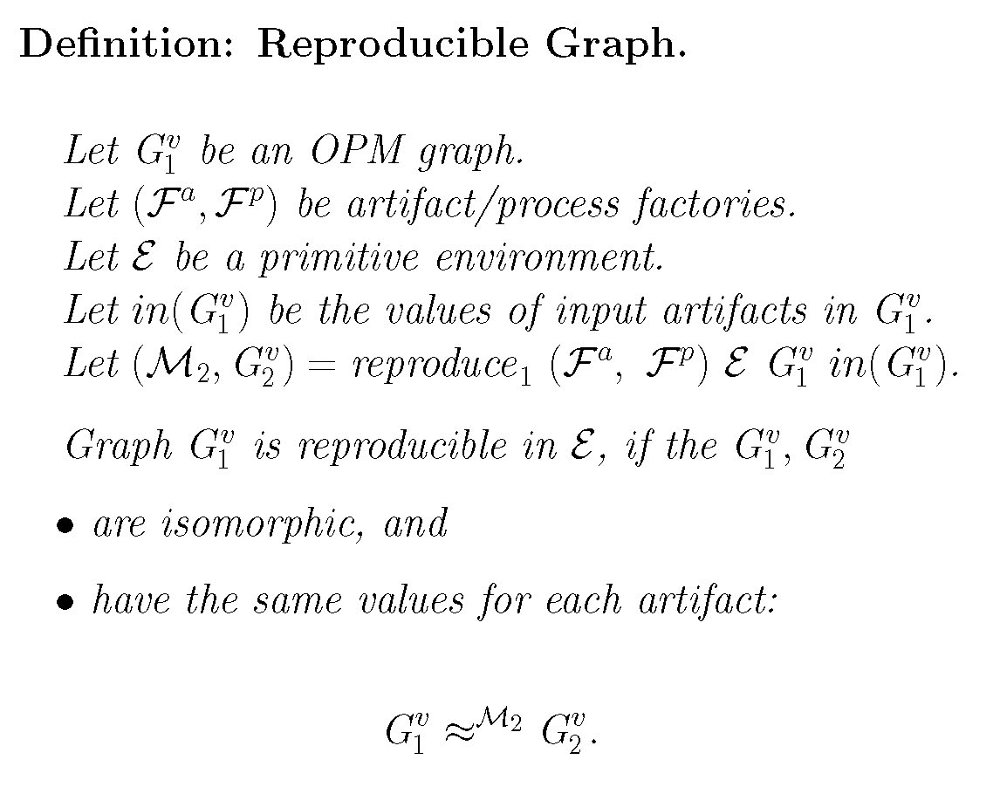 Definition: Reproducible Graph.
Let $G_1^v$ be an OPM graph.
Let $(\mathcal{F}^a, \mathcal{F}^p)$ be artifact/process factories.
Let $\mathcal{E}$ be a primitive environment.
Let $in(G_1^v)$ be the values of input artifacts in $G_1^v$.
Let $(\mathcal{M}_2, G_2^v) = reproduce_1 \ (\mathcal{F}^a, \ \mathcal{F}^p) \ \mathcal{E} \ G_1^v \ in(G_1^v)$.
Graph $G_1^v$ is reproducible in $\mathcal{E}$, if the $G_1^v, G_2^v$
• are isomorphic, and
• have the same values for each artifact:
$G_1^v \approx^{\mathcal{M}_2} G_2^v$.